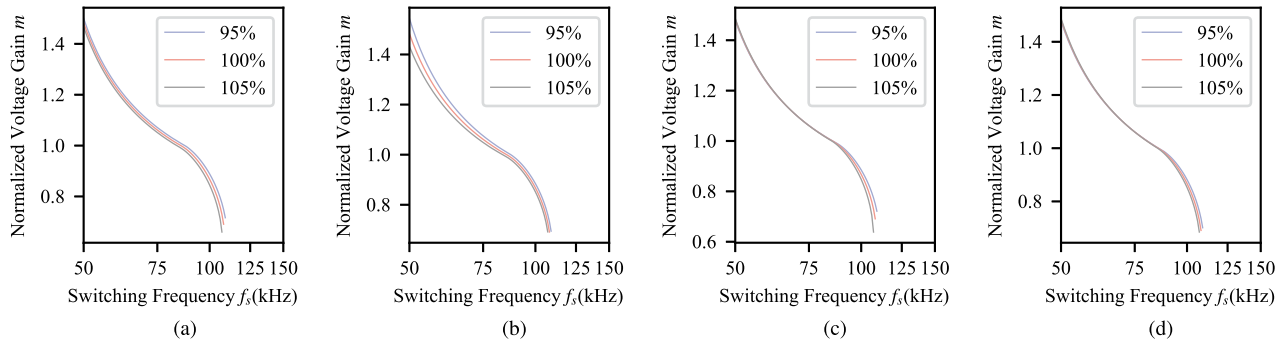 Normalized Voltage Gain m
1.4
1.2
1.0
0.8
95%
100%
105%
50 75 100 125 150
Switching Frequency fs(kHz)
(a)
Normalized Voltage Gain m
1.4
1.2
1.0
0.8
95%
100%
105%
50 75 100 125 150
Switching Frequency fs(kHz)
(b)
Normalized Voltage Gain m
1.4
1.2
1.0
0.8
0.6
95%
100%
105%
50 75 100 125 150
Switching Frequency fs(kHz)
(c)
Normalized Voltage Gain m
1.4
1.2
1.0
0.8
95%
100%
105%
50 75 100 125 150
Switching Frequency fs(kHz)
(d)